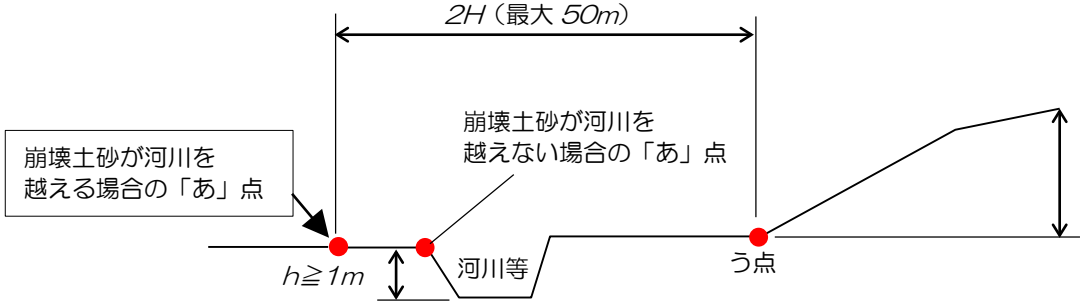 2H（最大 50m）
崩壊土砂が河川を
越えない場合の「あ」点
崩壊土砂が河川を
越える場合の「あ」点
h≧1m
河川等
う点